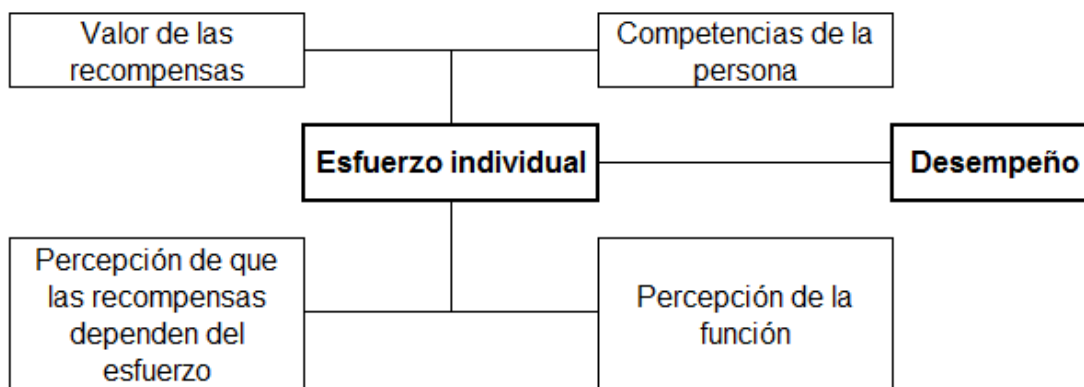 Valor de las
recompensas
Competencias de la
persona
Esfuerzo individual
Desempeño
Percepción de que
las recompensas
dependen del
esfuerzo
Percepción de la
función